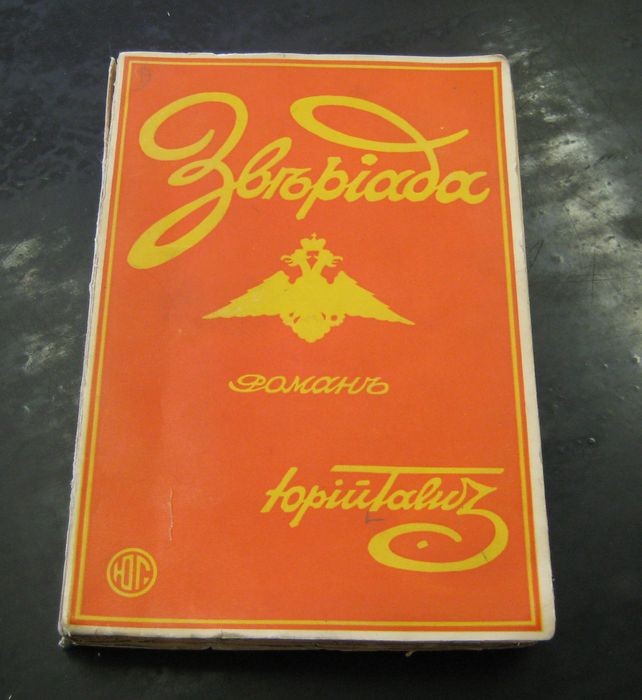 Звѣріада
романъ
Юрій Галичъ
ЮГ